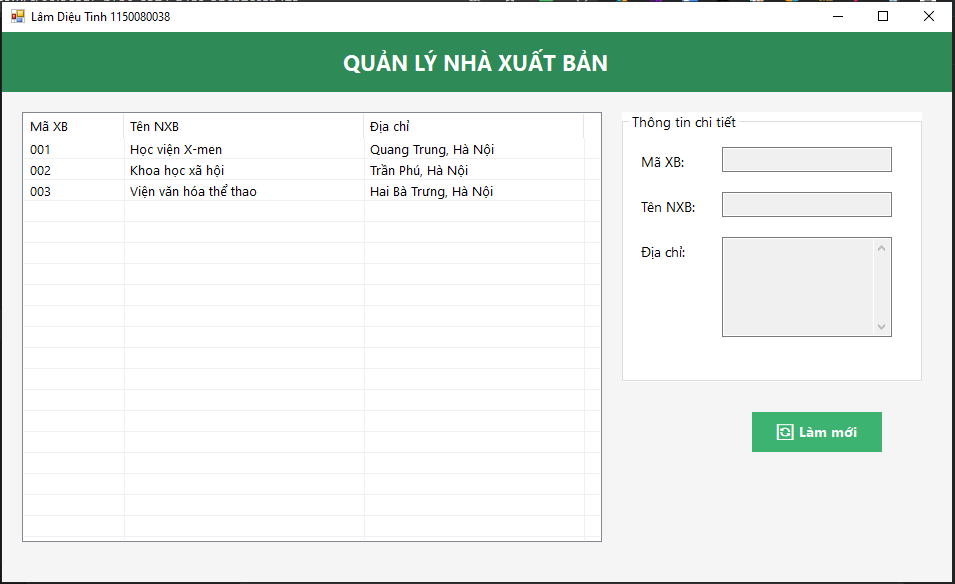 Lâm Diệu Tinh 1150080038
QUẢN LÝ NHÀ XUẤT BẢN
Mã XB Tên NXB Địa chỉ
001 Học viện X-men Quang Trung, Hà Nội
002 Khoa học xã hội Trần Phú, Hà Nội
003 Viện văn hóa thể thao Hai Bà Trưng, Hà Nội
Thông tin chi tiết
Mã XB:
Tên NXB:
Địa chỉ:
Làm mới